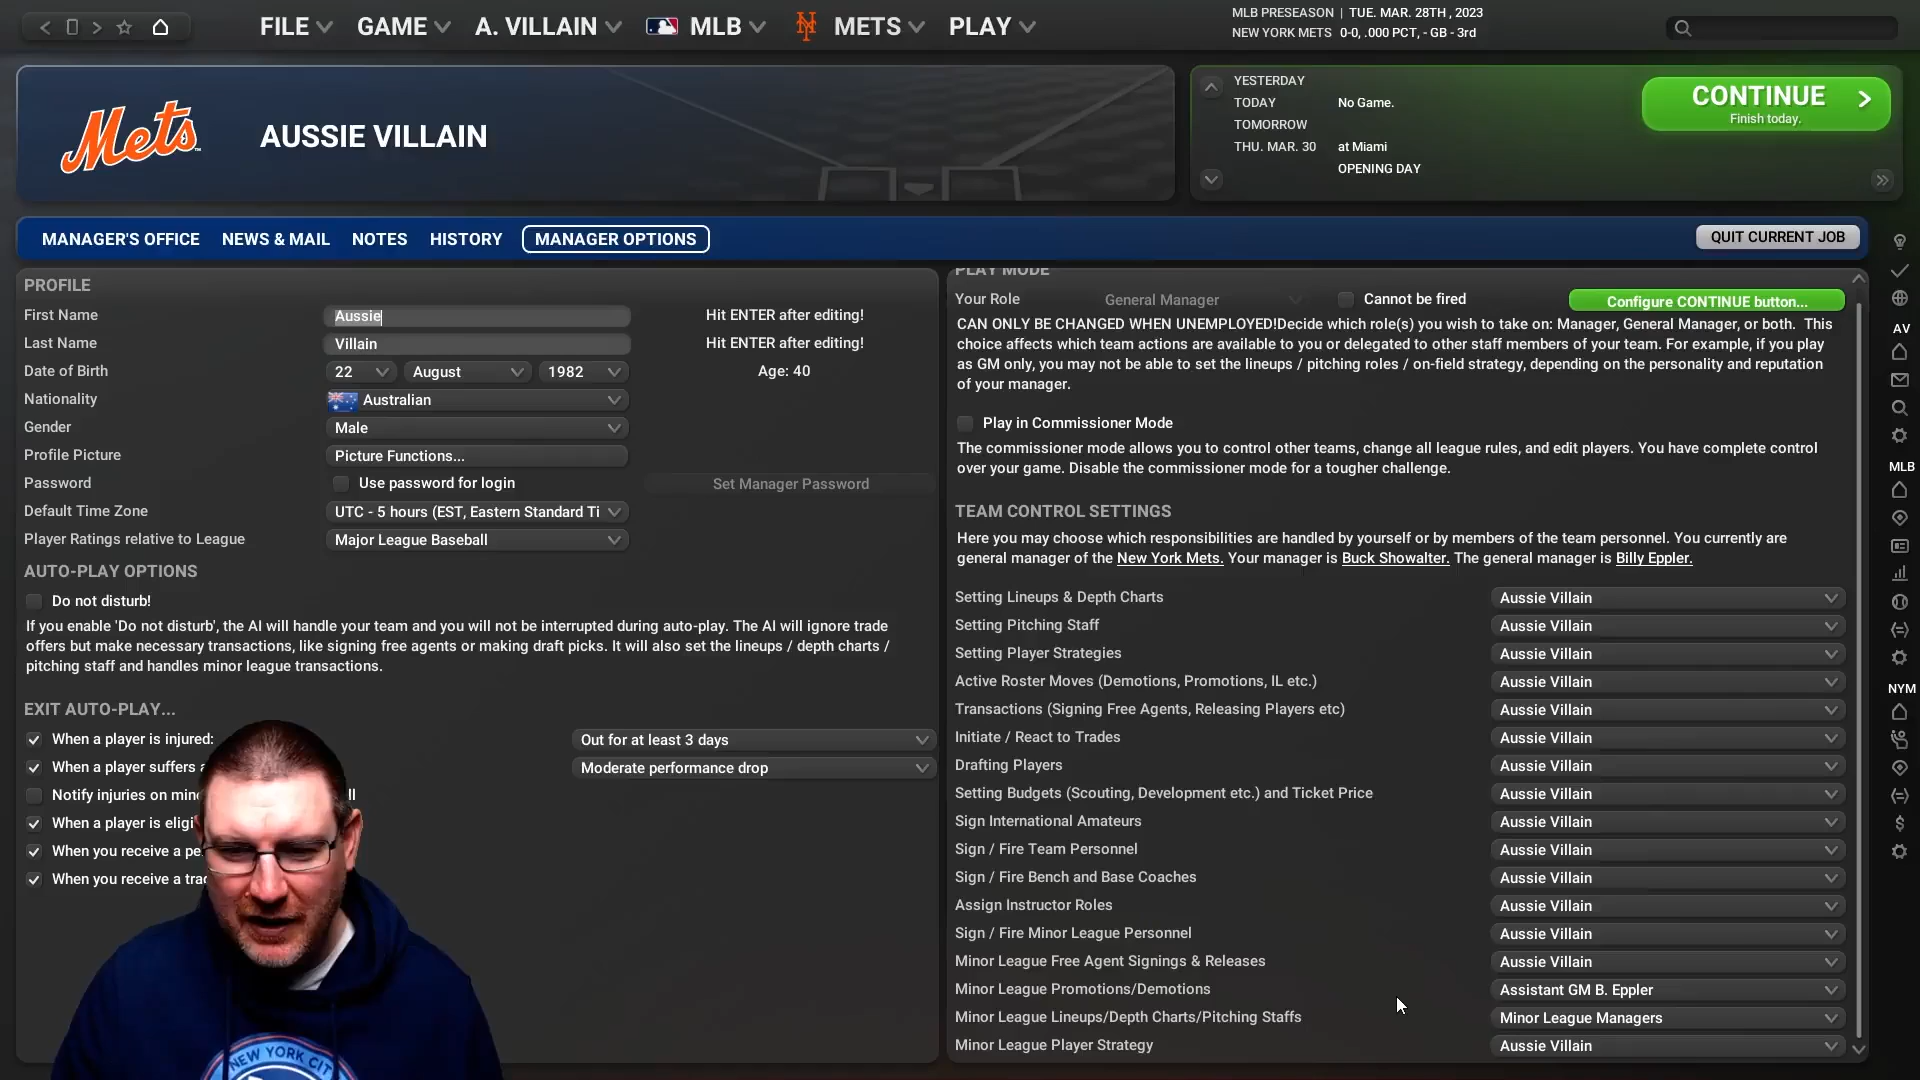 FILE GAME A. VILLAIN MLB METS PLAY
MLB PRESEASON | TUE. MAR. 28TH , 2023
NEW YORK METS 0-0, .000 PCT, - GB - 3rd
Mets
AUSSIE VILLAIN
YESTERDAY
TODAY No Game.
TOMORROW
THU. MAR. 30 at Miami
OPENING DAY
CONTINUE
Finish today.
MANAGER'S OFFICE NEWS & MAIL NOTES HISTORY MANAGER OPTIONS
QUIT CURRENT JOB
PROFILE
First Name Aussie Hit ENTER after editing!
Last Name Villain Hit ENTER after editing!
Date of Birth 22 August 1982 Age: 40
Nationality Australian
Gender Male
Profile Picture Picture Functions...
Password Use password for login Set Manager Password
Default Time Zone UTC - 5 hours (EST, Eastern Standard Ti
Player Ratings relative to League Major League Baseball
AUTO-PLAY OPTIONS
Do not disturb!
If you enable 'Do not disturb', the AI will handle your team and you will not be interrupted during auto-play. The AI will ignore trade
offers but make necessary transactions, like signing free agents or making draft picks. It will also set the lineups / depth charts /
pitching staff and handles minor league transactions.
EXIT AUTO-PLAY...
When a player is injured: Out for at least 3 days
When a player suffers Moderate performance drop
Notify injuries on
When a player is
When you receive a
When you receive a
NEW YORK CITY
PLAY MODE
Your Role General Manager Cannot be fired Configure CONTINUE button...
CAN ONLY BE CHANGED WHEN UNEMPLOYED!Decide which role(s) you wish to take on: Manager, General Manager, or both. This
choice affects which team actions are available to you or delegated to other staff members of your team. For example, if you play
as GM only, you may not be able to set the lineups / pitching roles / on-field strategy, depending on the personality and reputation
of your manager.
Play in Commissioner Mode
The commissioner mode allows you to control other teams, change all league rules, and edit players. You have complete control
over your game. Disable the commissioner mode for a tougher challenge.
TEAM CONTROL SETTINGS
Here you may choose which responsibilities are handled by yourself or by members of the team personnel. You currently are
general manager of the New York Mets. Your manager is Buck Showalter. The general manager is Billy Eppler.
Setting Lineups & Depth Charts Aussie Villain
Setting Pitching Staff Aussie Villain
Setting Player Strategies Aussie Villain
Active Roster Moves (Demotions, Promotions, IL etc.) Aussie Villain
Transactions (Signing Free Agents, Releasing Players etc) Aussie Villain
Initiate / React to Trades Aussie Villain
Drafting Players Aussie Villain
Setting Budgets (Scouting, Development etc.) and Ticket Price Aussie Villain
Sign International Amateurs Aussie Villain
Sign / Fire Team Personnel Aussie Villain
Sign / Fire Bench and Base Coaches Aussie Villain
Assign Instructor Roles Aussie Villain
Sign / Fire Minor League Personnel Aussie Villain
Minor League Free Agent Signings & Releases Aussie Villain
Minor League Promotions/Demotions Assistant GM B. Eppler
Minor League Lineups/Depth Charts/Pitching Staffs Minor League Managers
Minor League Player Strategy Aussie Villain
AV
MLB
NYM